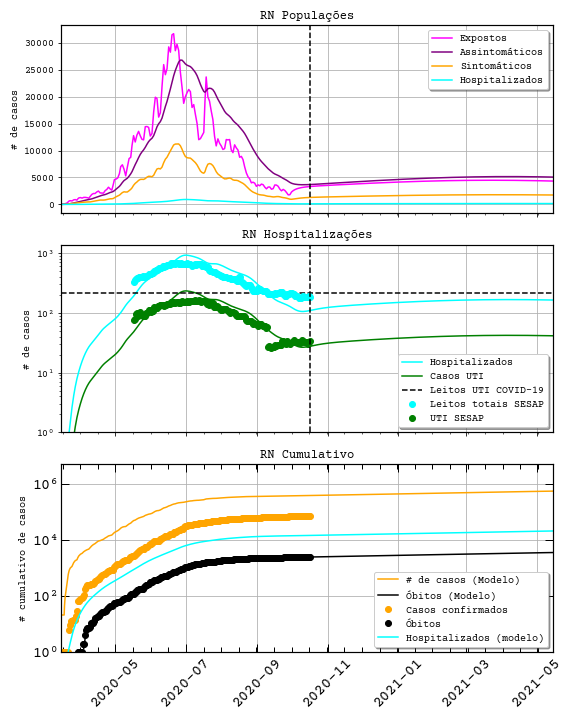 RN Populações
30000
25000
20000
15000
10000
5000
0
# de casos
Expostos
Assintomáticos
Sintomáticos
Hospitalizados
RN Hospitalizações
10³
10²
10¹
10⁰
# de casos
Hospitalizados
Casos UTI
Leitos UTI COVID-19
Leitos totais SESAP
UTI SESAP
RN Cumulativo
10⁶
10⁴
10²
10⁰
# cumulativo de casos
# de casos (Modelo)
Óbitos (Modelo)
Casos confirmados
Óbitos
Hospitalizados (modelo)
2020-05
2020-07
2020-09
2020-11
2021-01
2021-03
2021-05